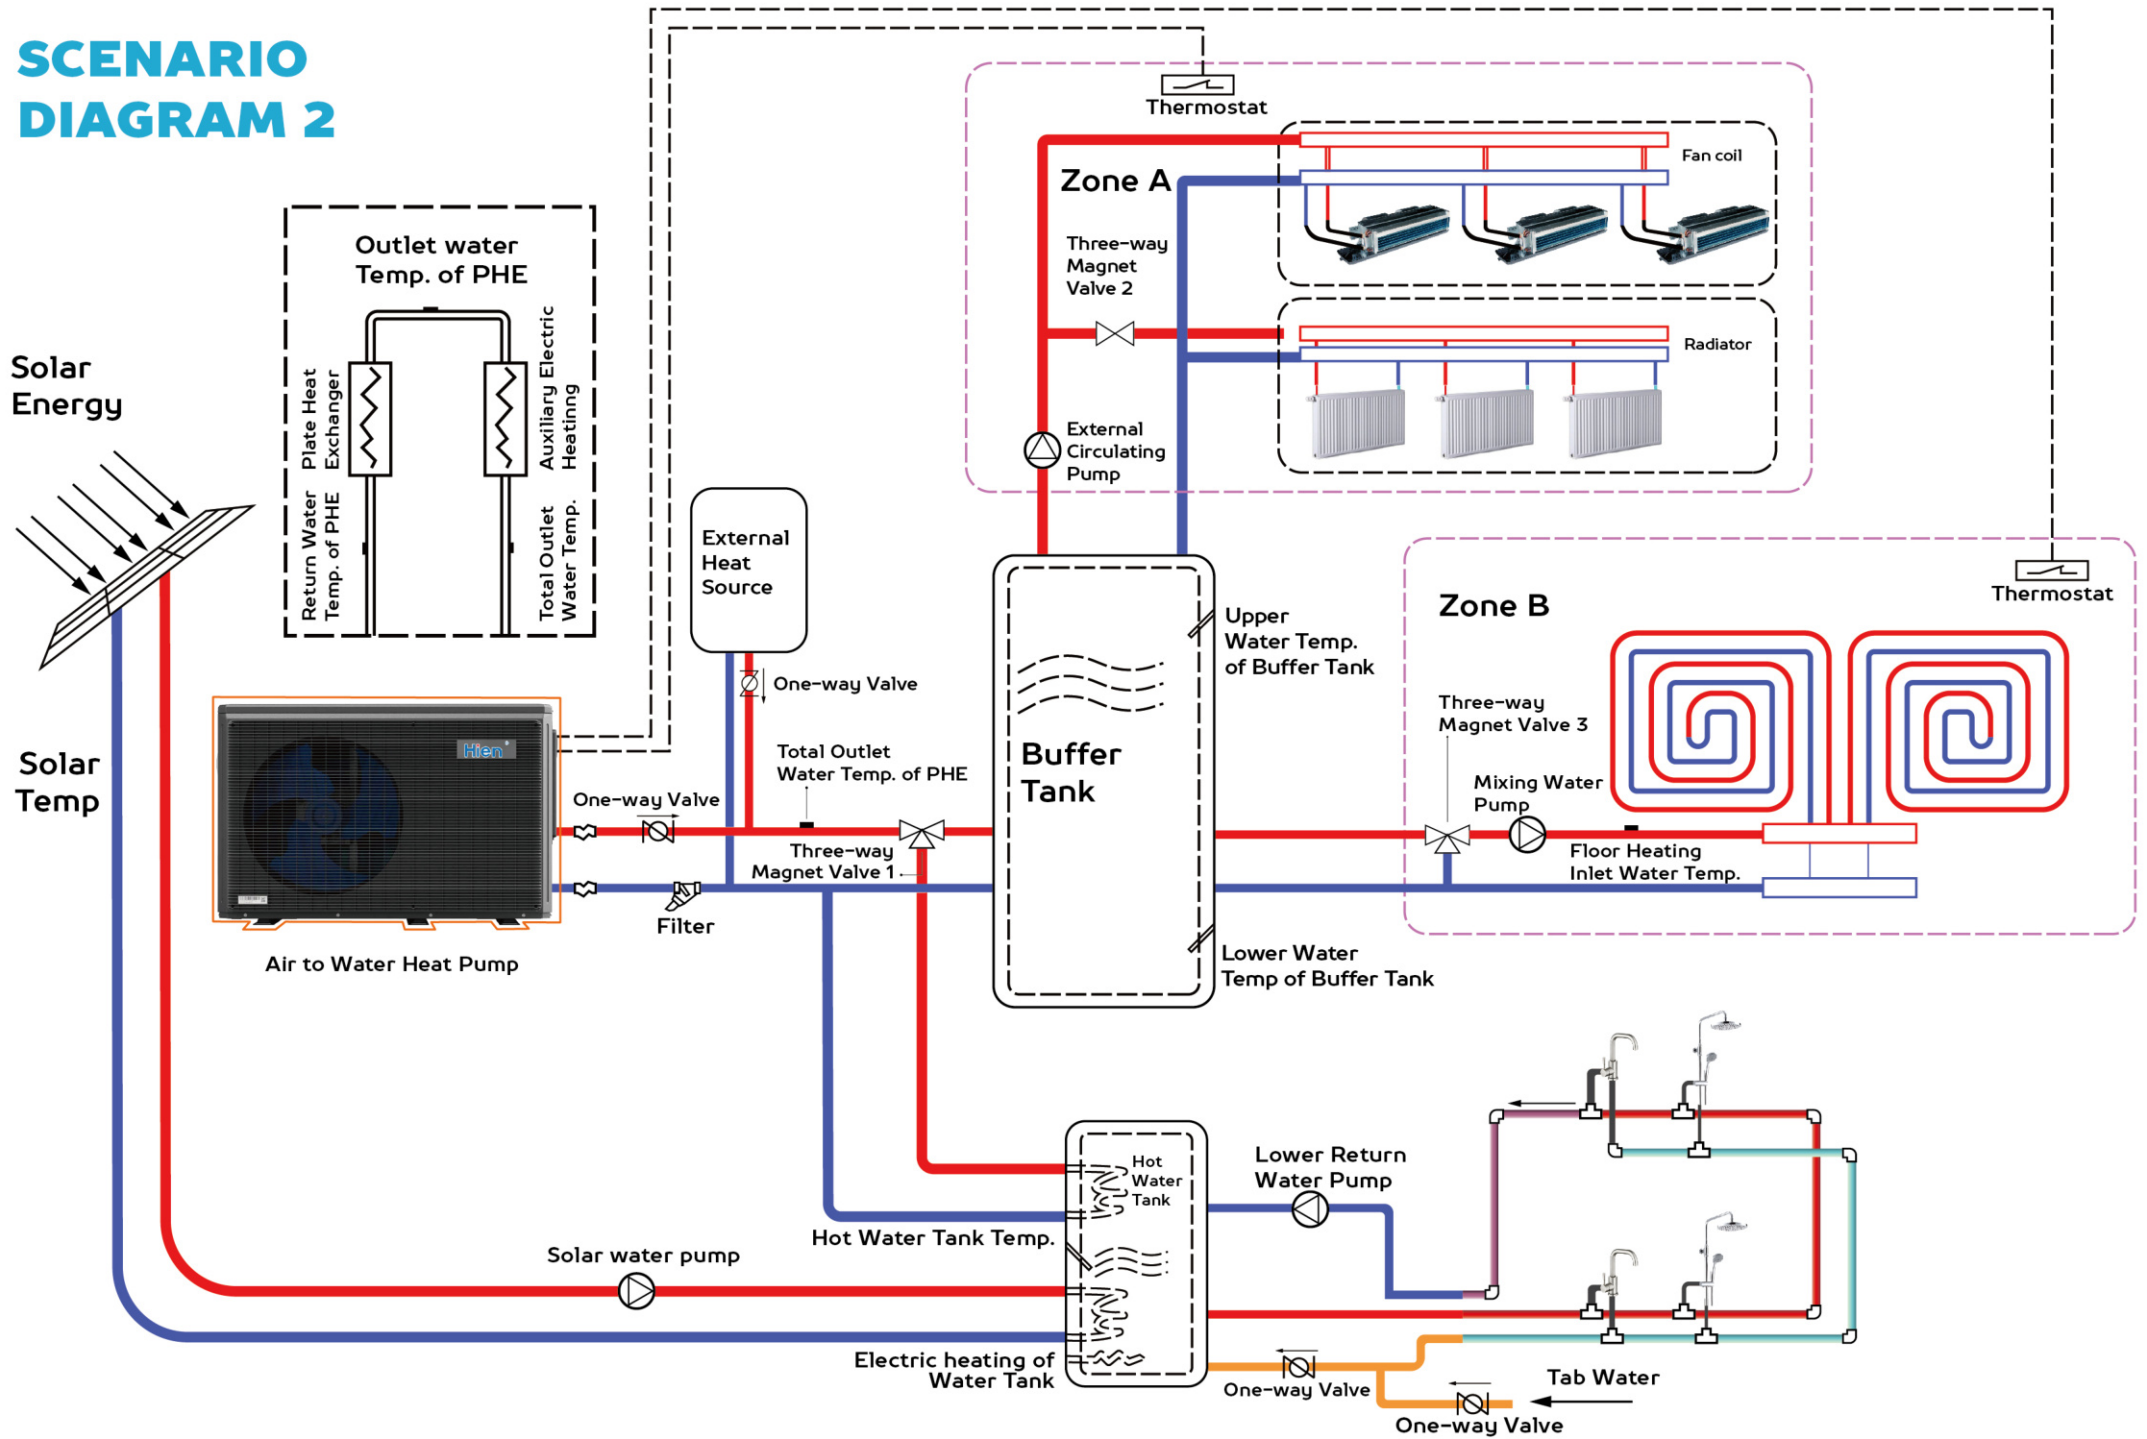 SCENARIO
DIAGRAM 2
Thermostat
Zone A
Fan coil
Three-way
Magnet
Valve 2
Radiator
External
Circulating
Pump
Outlet water
Temp. of PHE
Plate Heat
Exchanger
Auxiliary Electric
Heatinng
Return Water
Temp. of PHE
Total Outlet
Water Temp.
Solar
Energy
External
Heat
Source
One-way Valve
Upper
Water Temp.
of Buffer Tank
Zone B
Thermostat
Three-way
Magnet Valve 3
Mixing Water
Pump
Floor Heating
Inlet Water Temp.
Solar
Temp
Hien
Total Outlet
Water Temp. of PHE
One-way Valve
Three-way
Magnet Valve 1
Buffer
Tank
Filter
Air to Water Heat Pump
Lower Water
Temp of Buffer Tank
Hot
Water
Tank
Lower Return
Water Pump
Hot Water Tank Temp.
Solar water pump
Electric heating of
Water Tank
One-way Valve
Tab Water
One-way Valve